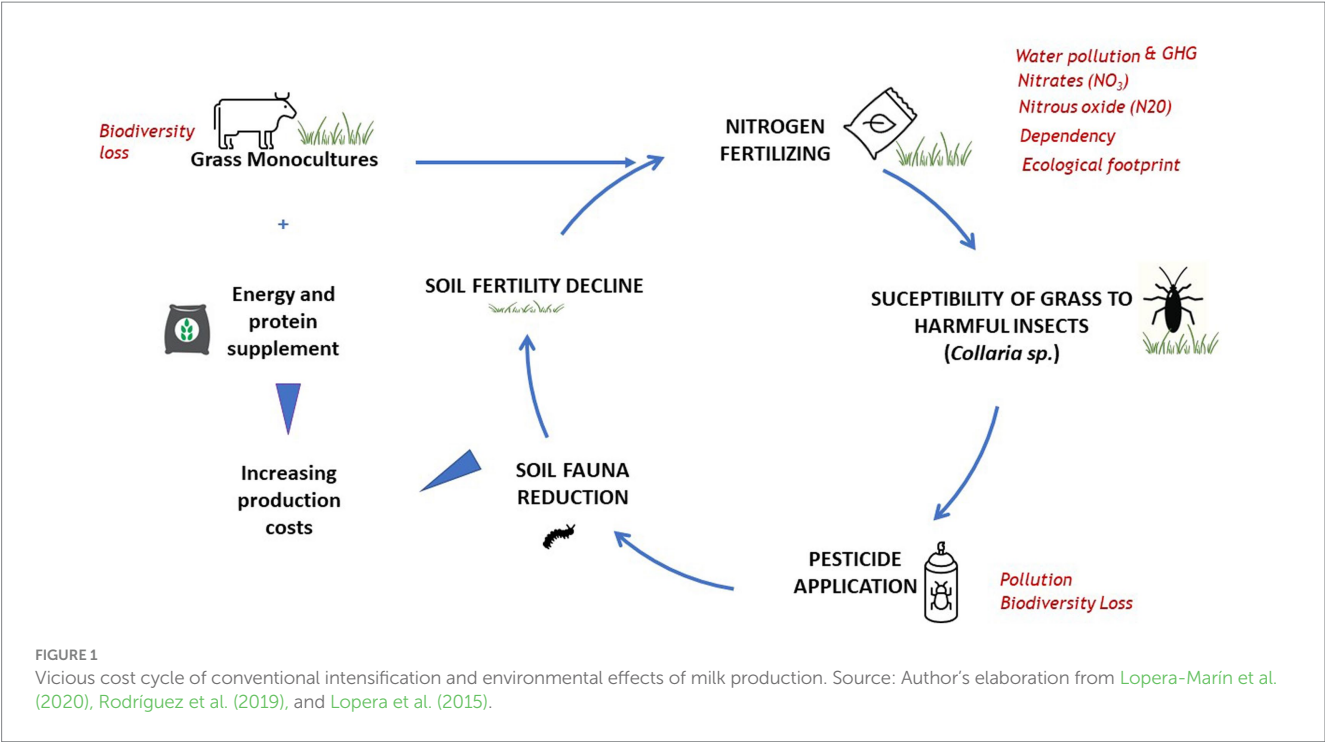 Biodiversity
loss
Grass Monocultures
+
Energy and
protein
supplement
Increasing
production
costs
NITROGEN
FERTILIZING
Water pollution & GHG
Nitrates (NO₃)
Nitrous oxide (N20)
Dependency
Ecological footprint
SUCEPTIBILITY OF GRASS TO
HARMFUL INSECTS
(Collaria sp.)
PESTICIDE
APPLICATION
Pollution
Biodiversity Loss
SOIL FAUNA
REDUCTION
SOIL FERTILITY DECLINE
FIGURE 1
Vicious cost cycle of conventional intensification and environmental effects of milk production. Source: Author's elaboration from Lopera-Marín et al.
(2020), Rodríguez et al. (2019), and Lopera et al. (2015).